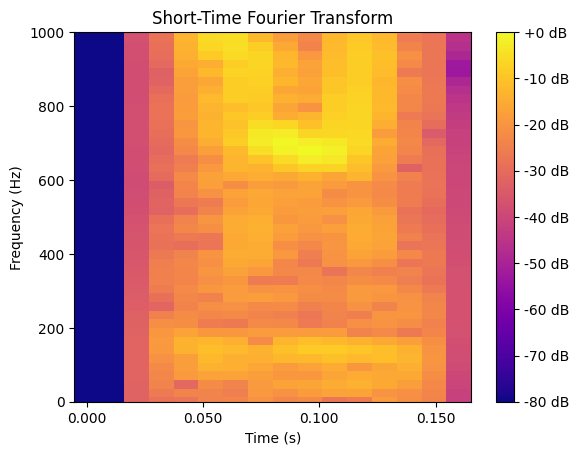 Short-Time Fourier Transform
1000
800
600
400
200
0
Frequency (Hz)
0.000
0.050
0.100
0.150
Time (s)
+0 dB
-10 dB
-20 dB
-30 dB
-40 dB
-50 dB
-60 dB
-70 dB
-80 dB